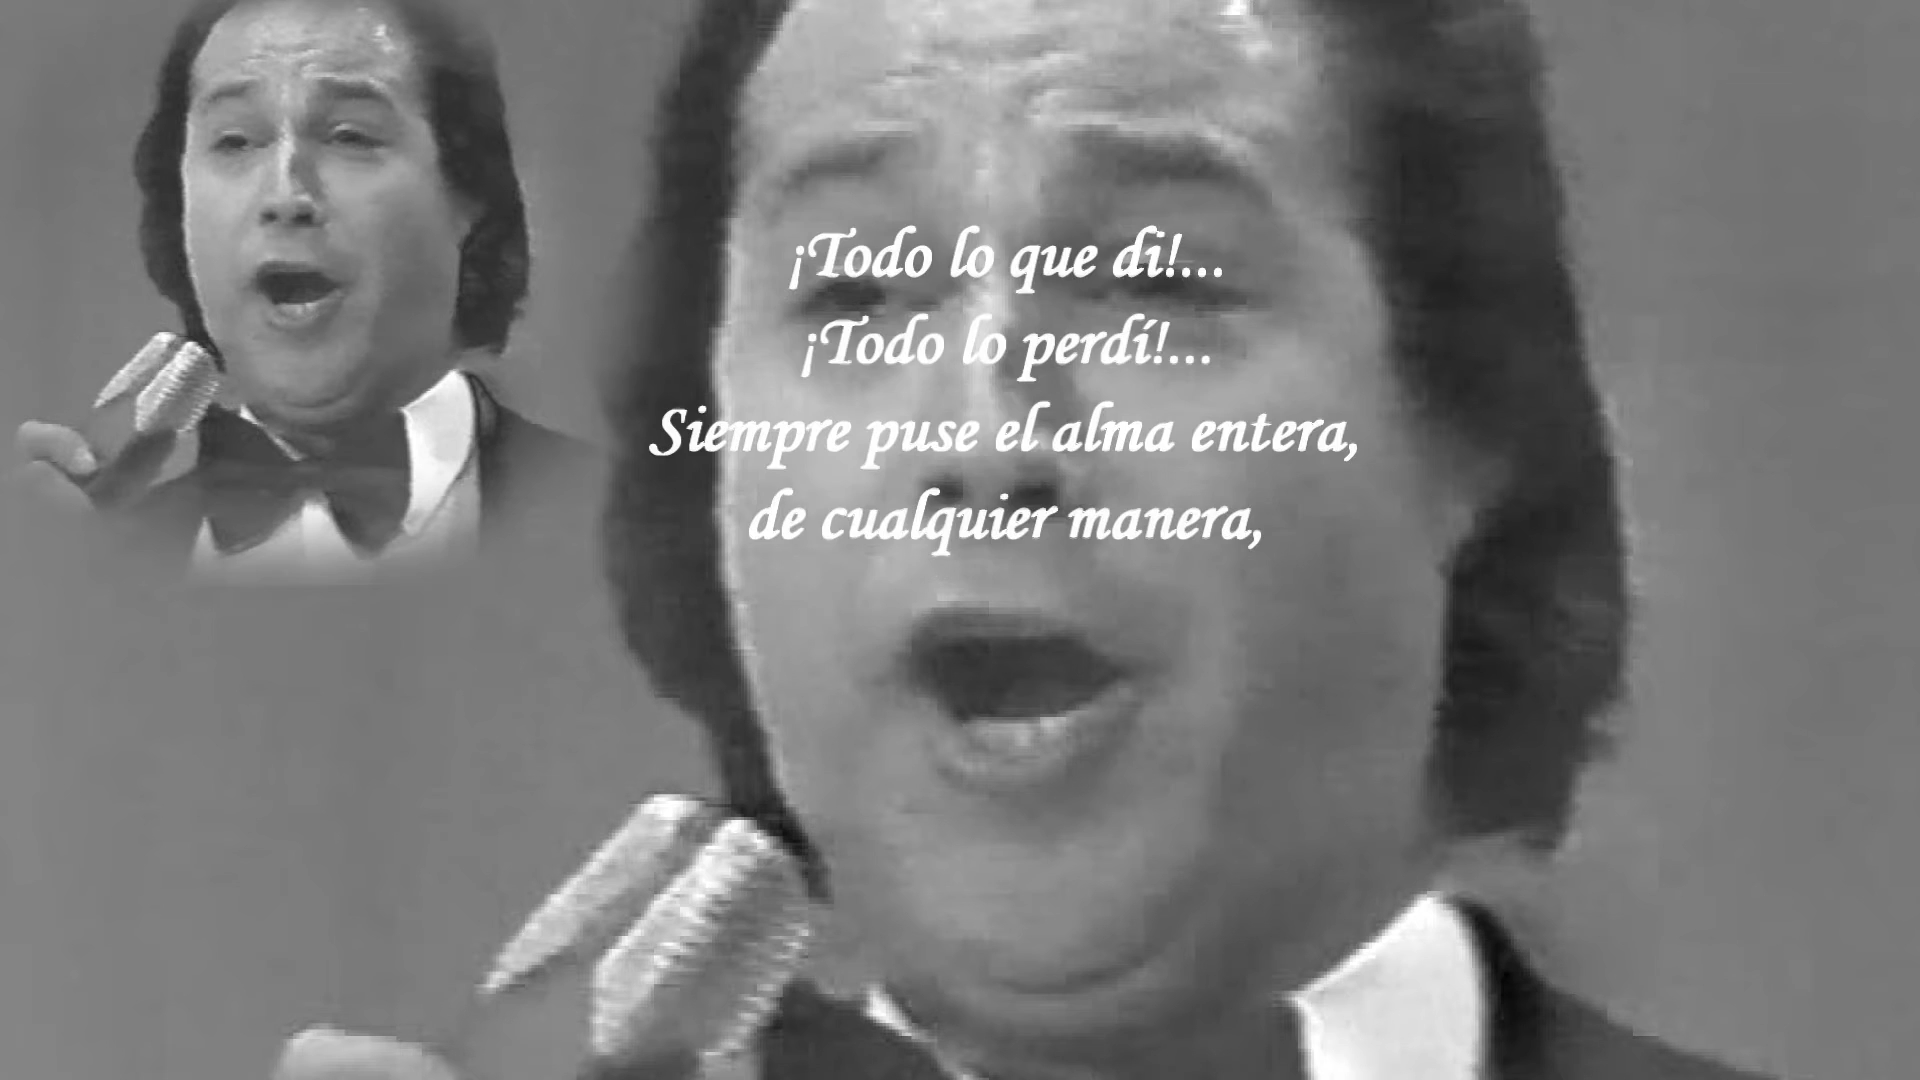 ¡Todo lo que di!...
¡Todo lo perdí!...
Siempre puse el alma entera,
de cualquier manera,